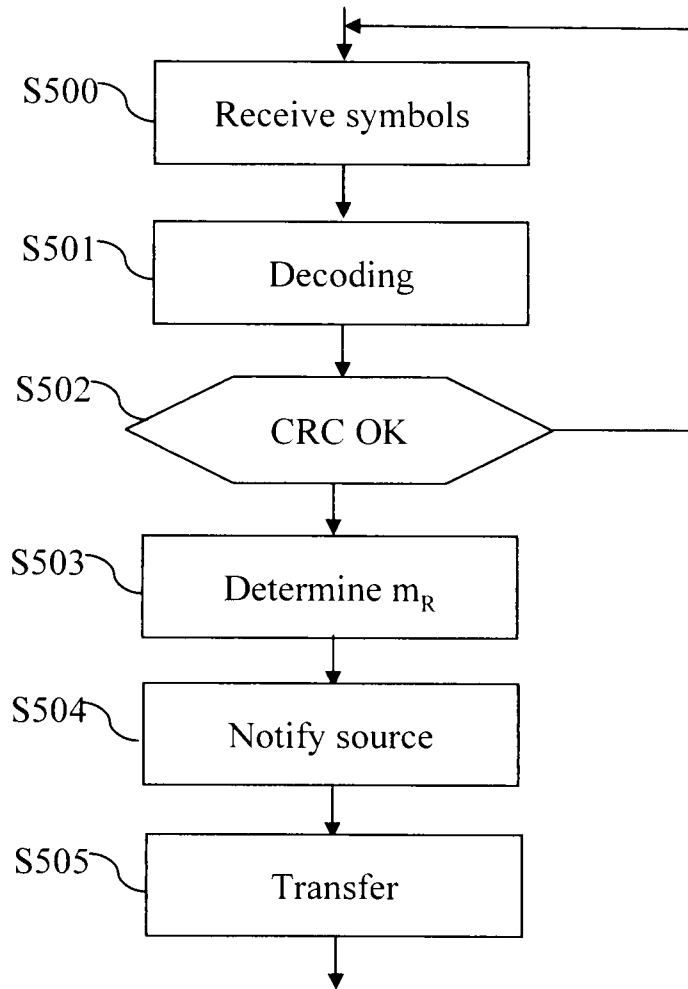 S500
Receive symbols
S501
Decoding
S502
CRC OK
S503
Determine m_R
S504
Notify source
S505
Transfer